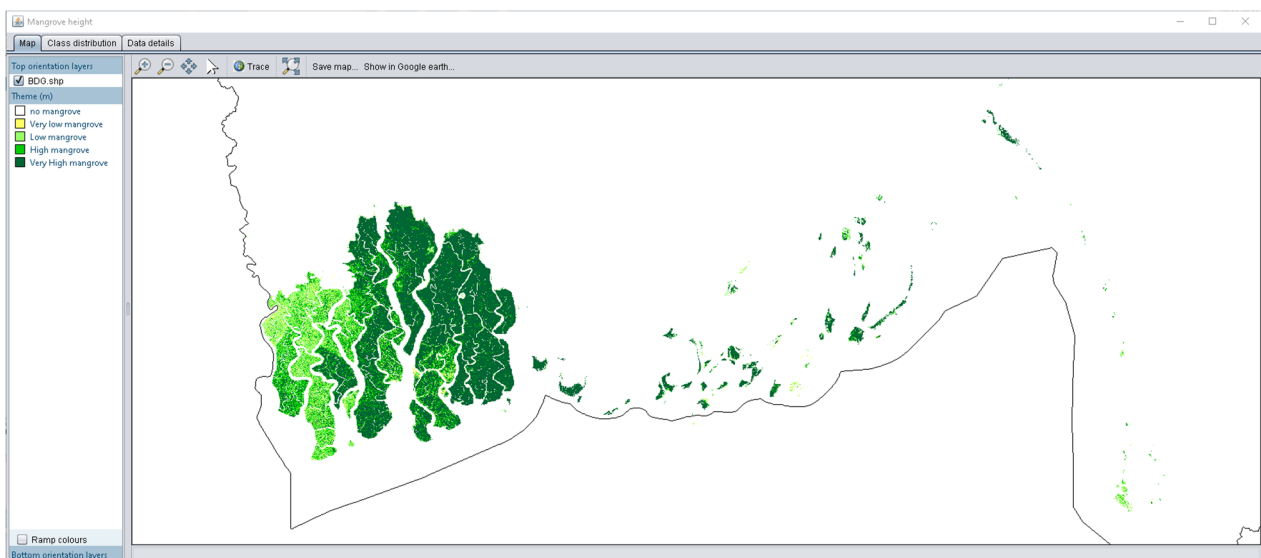 Mangrove height
Map Class distribution Data details
Top orientation layers
BDG.shp
Theme (m)
no mangrove
Very low mangrove
Low mangrove
High mangrove
Very High mangrove
Trace Save map... Show in Google earth...
Ramp colours
Bottom orientation layers